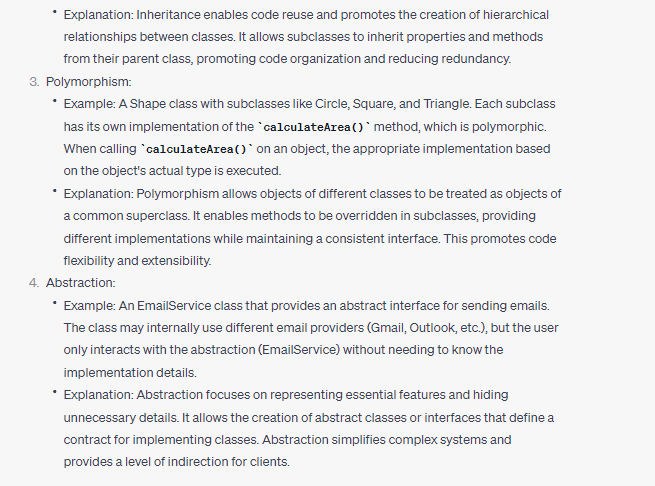 • Explanation: Inheritance enables code reuse and promotes the creation of hierarchical
relationships between classes. It allows subclasses to inherit properties and methods
from their parent class, promoting code organization and reducing redundancy.
3. Polymorphism:
• Example: A Shape class with subclasses like Circle, Square, and Triangle. Each subclass
has its own implementation of the `calculateArea()` method, which is polymorphic.
When calling `calculateArea()` on an object, the appropriate implementation based
on the object's actual type is executed.
• Explanation: Polymorphism allows objects of different classes to be treated as objects of
a common superclass. It enables methods to be overridden in subclasses, providing
different implementations while maintaining a consistent interface. This promotes code
flexibility and extensibility.
4. Abstraction:
• Example: An EmailService class that provides an abstract interface for sending emails.
The class may internally use different email providers (Gmail, Outlook, etc.), but the user
only interacts with the abstraction (EmailService) without needing to know the
implementation details.
• Explanation: Abstraction focuses on representing essential features and hiding
unnecessary details. It allows the creation of abstract classes or interfaces that define a
contract for implementing classes. Abstraction simplifies complex systems and
provides a level of indirection for clients.